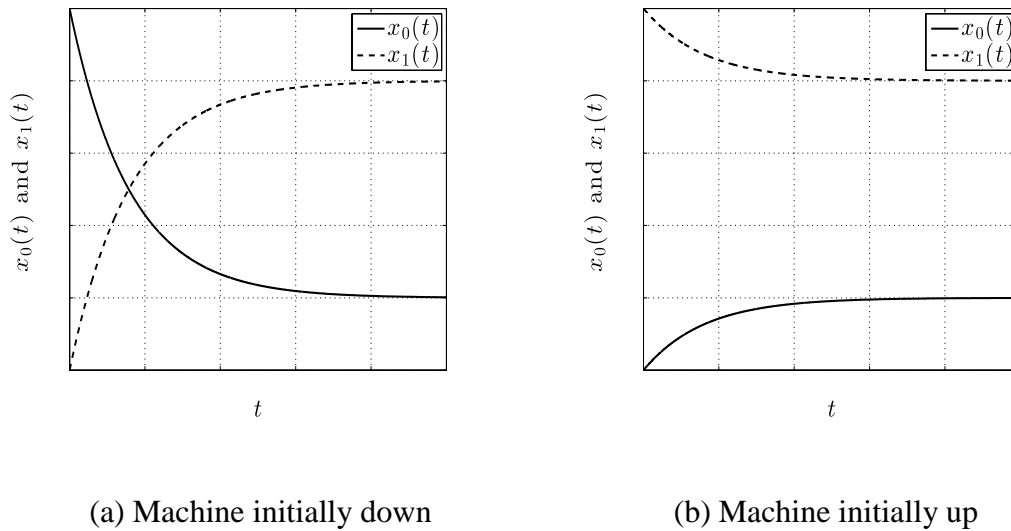 x₀(t)
x₁(t)
x₀(t) and x₁(t)
t
(a) Machine initially down
x₀(t)
x₁(t)
x₀(t) and x₁(t)
t
(b) Machine initially up